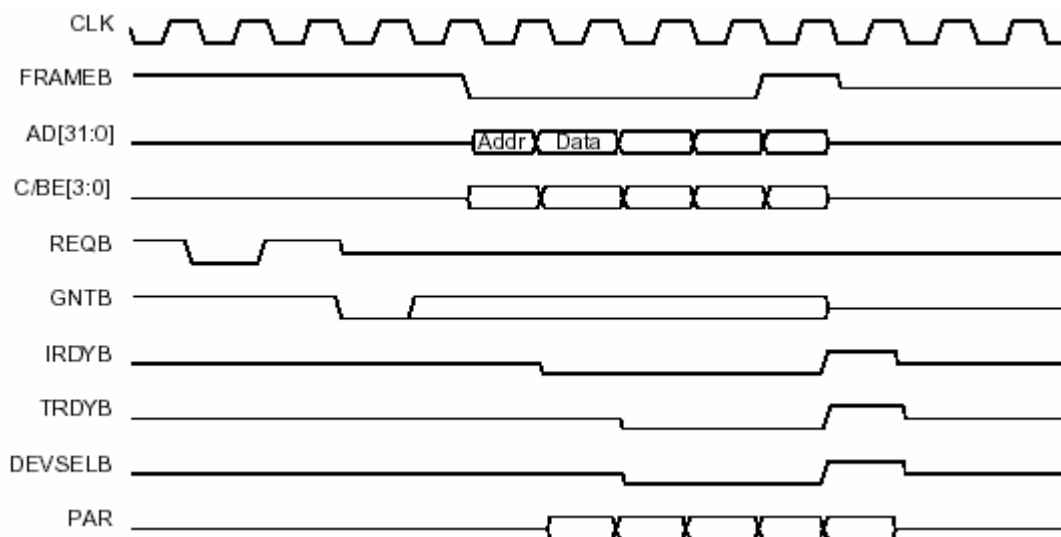 CLK
FRAMEB
AD[31:0]
Addr Data
C/BE[3:0]
REQB
GNTB
IRDYB
TRDYB
DEVSELB
PAR